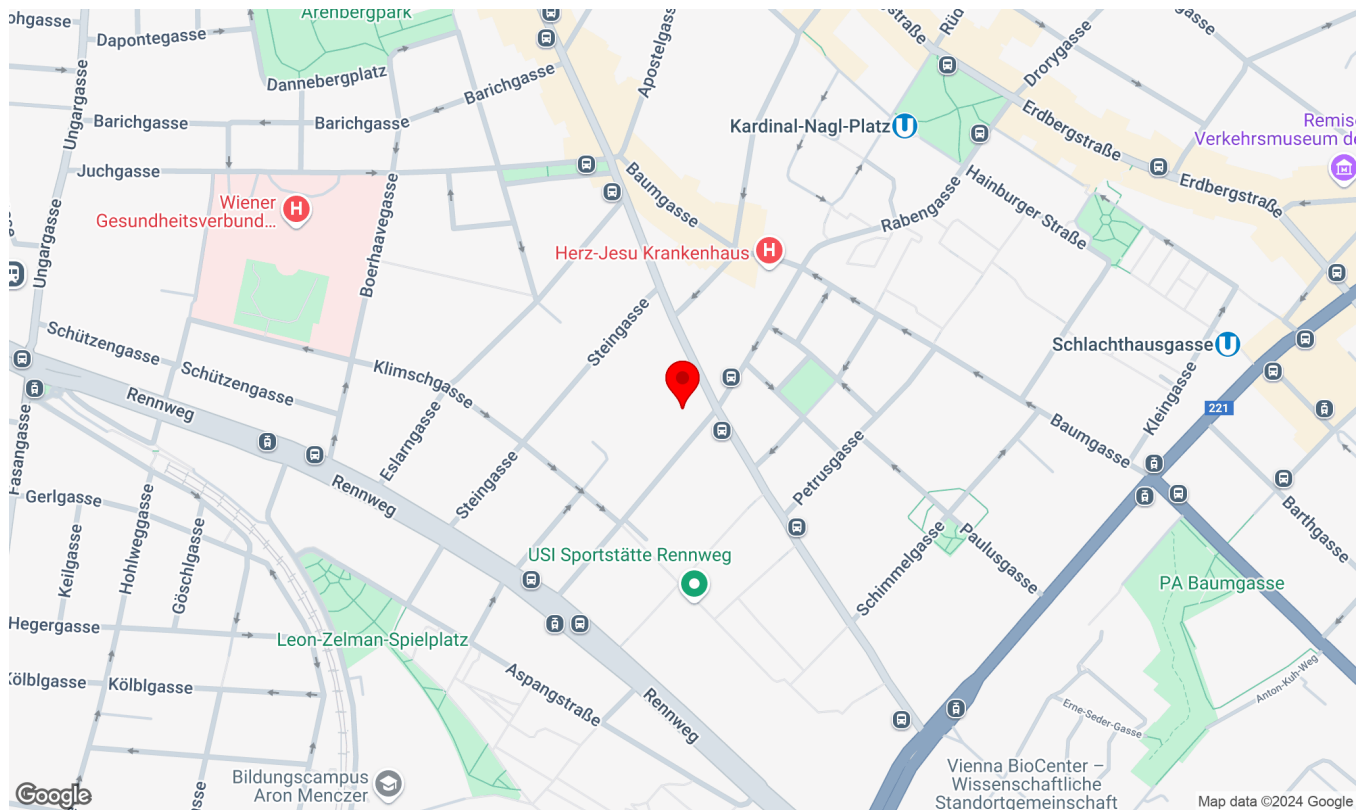 ohgasse
Dapontegasse
Arenbergpark
Dannebergplatz
Ungargasse
Barichgasse
Barichgasse
Barichgasse
Apostelgasse
Juchgasse
Wiener
Gesundheitsverbund...
Boerhaavegasse
Ungargasse
Baumgasse
Herz-Jesu Krankenhaus
Kardinal-Nagl-Platz
Rabengasse
Hainburger Straße
Drorygasse
Erdbergstraße
Erdbergstraße
Remise
Verkehrsmuseum de
Schlachthausgasse
221
Kleingasse
Baumgasse
Barthgasse
Schützengasse
Schützengasse
Klimschgasse
Steingasse
Steingasse
Eslarngasse
Rennweg
Rennweg
Rennweg
Fasangasse
Gerlgasse
Keilgasse
Hohlweggasse
Göschlgasse
Hegergasse
Kölblgasse
Kölblgasse
Leon-Zelman-Spielplatz
Aspangstraße
USI Sportstätte Rennweg
Petrusgasse
Schimmelgasse
Paulusgasse
PA Baumgasse
Anton-Kuh-Weg
Erne-Seder-Gasse
Vienna BioCenter –
Wissenschaftliche
Standortgemeinschaft
Bildungscampus
Aron Menczer
Google
Map data ©2024 Google